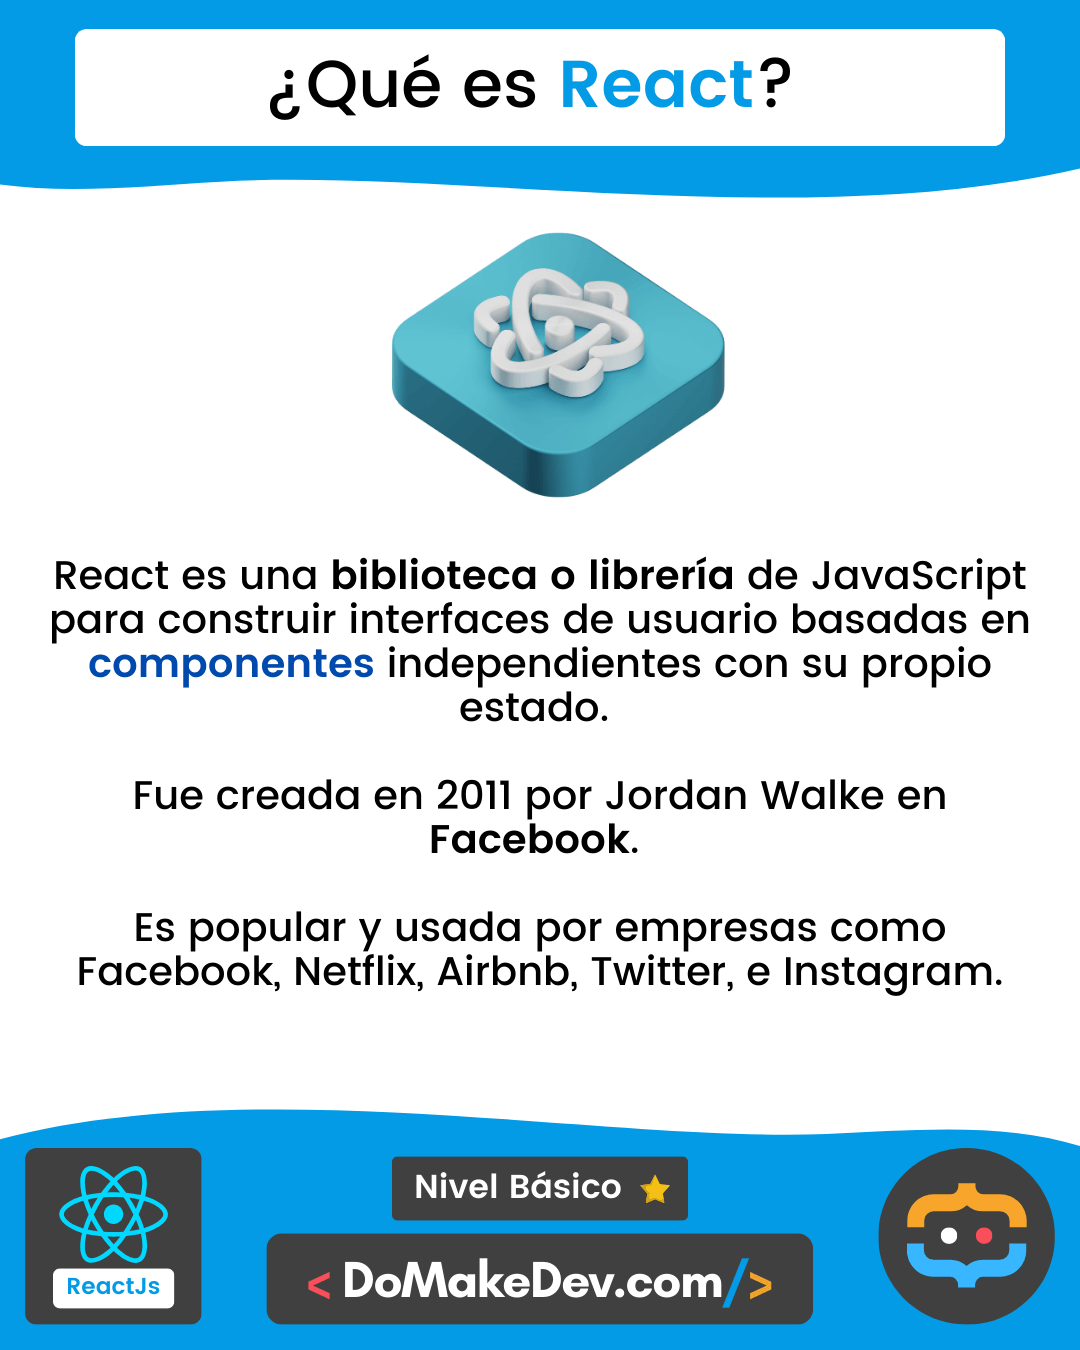 ¿Qué es React?
React es una biblioteca o librería de JavaScript
para construir interfaces de usuario basadas en
componentes independientes con su propio
estado.
Fue creada en 2011 por Jordan Walke en
Facebook.
Es popular y usada por empresas como
Facebook, Netflix, Airbnb, Twitter, e Instagram.
Nivel Básico
ReactJs
< DoMakeDev.com/>